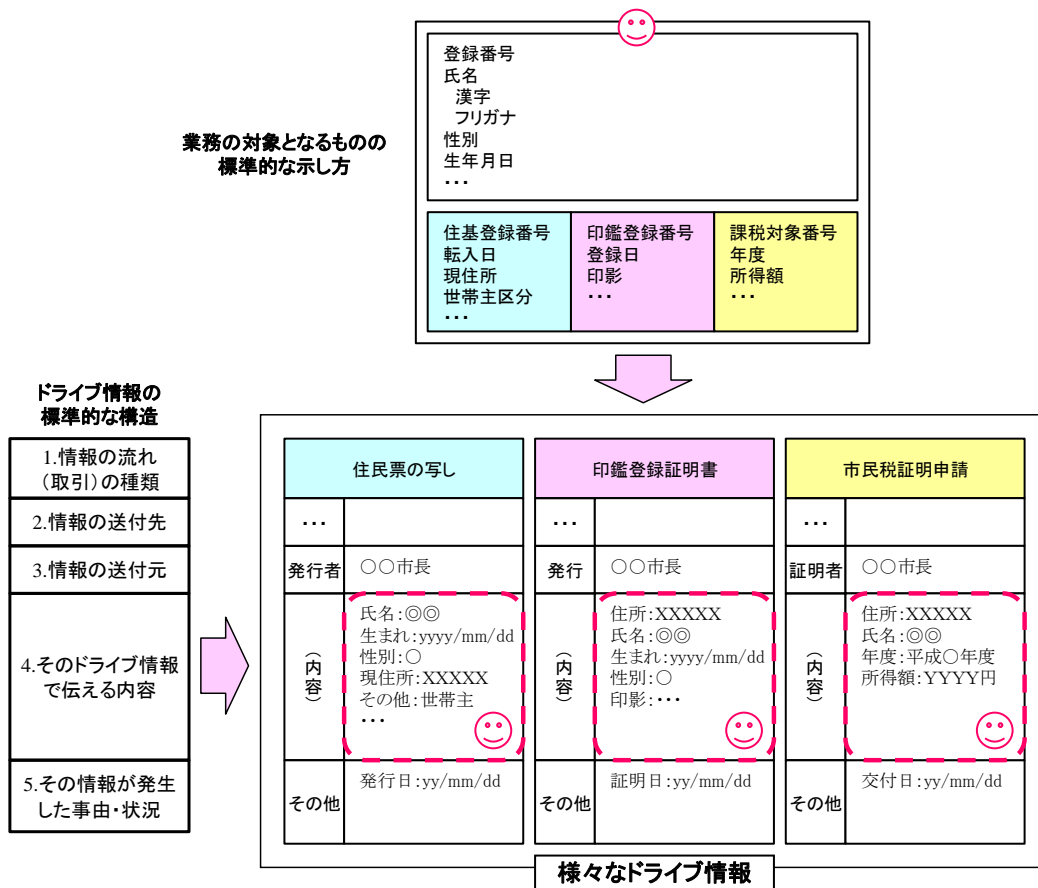 業務の対象となるものの
標準的な示し方
登録番号
氏名
漢字
フリガナ
性別
生年月日
・・・
住基登録番号
転入日
現住所
世帯主区分
・・・
印鑑登録番号
登録日
印影
・・・
課税対象番号
年度
所得額
・・・
ドライブ情報の
標準的な構造
1.情報の流れ
(取引)の種類
2.情報の送付先
3.情報の送付元
4.そのドライブ情報
で伝える内容
5.その情報が発生
した事由・状況
住民票の写し
・・・
発行者
○○市長
(内容)
氏名:◎◎
生まれ:yyyy/mm/dd
性別:○
現住所:XXXXX
その他:世帯主
・・・
その他
発行日:yy/mm/dd
印鑑登録証明書
・・・
発行
○○市長
(内容)
住所:XXXXX
氏名:◎◎
生まれ:yyyy/mm/dd
性別:○
印影:・・・
その他
証明日:yy/mm/dd
市民税証明申請
・・・
証明者
○○市長
(内容)
住所:XXXXX
氏名:◎◎
年度:平成○年度
所得額:YYYY円
その他
交付日:yy/mm/dd
様々なドライブ情報